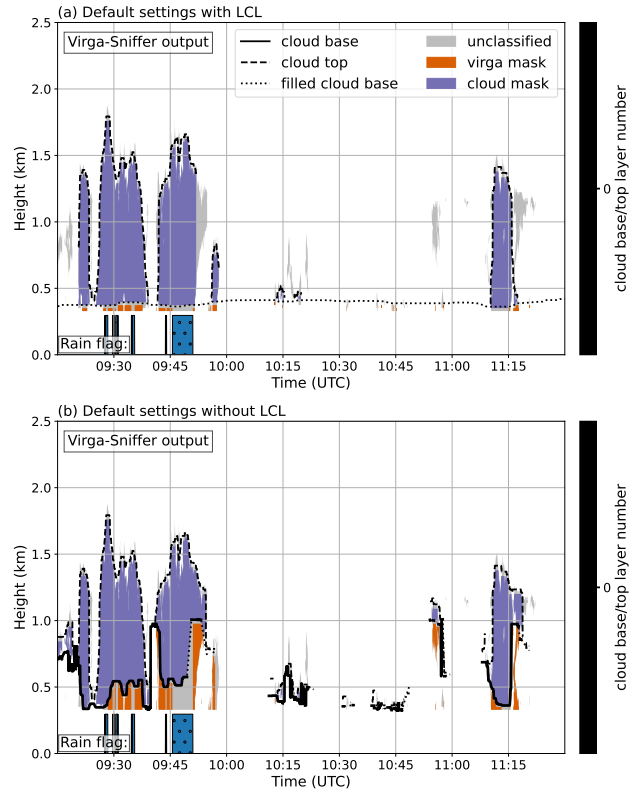 (a) Default settings with LCL
Virga-Sniffer output
cloud base
cloud top
filled cloud base
unclassified
virga mask
cloud mask
2.5
2.0
1.5
1.0
0.5
0.0
Height (km)
Rain flag:
09:30
09:45
10:00
10:15
10:30
10:45
11:00
11:15
Time (UTC)
0
cloud base/top layer number
(b) Default settings without LCL
Virga-Sniffer output
2.5
2.0
1.5
1.0
0.5
0.0
Height (km)
Rain flag:
09:30
09:45
10:00
10:15
10:30
10:45
11:00
11:15
Time (UTC)
0
cloud base/top layer number